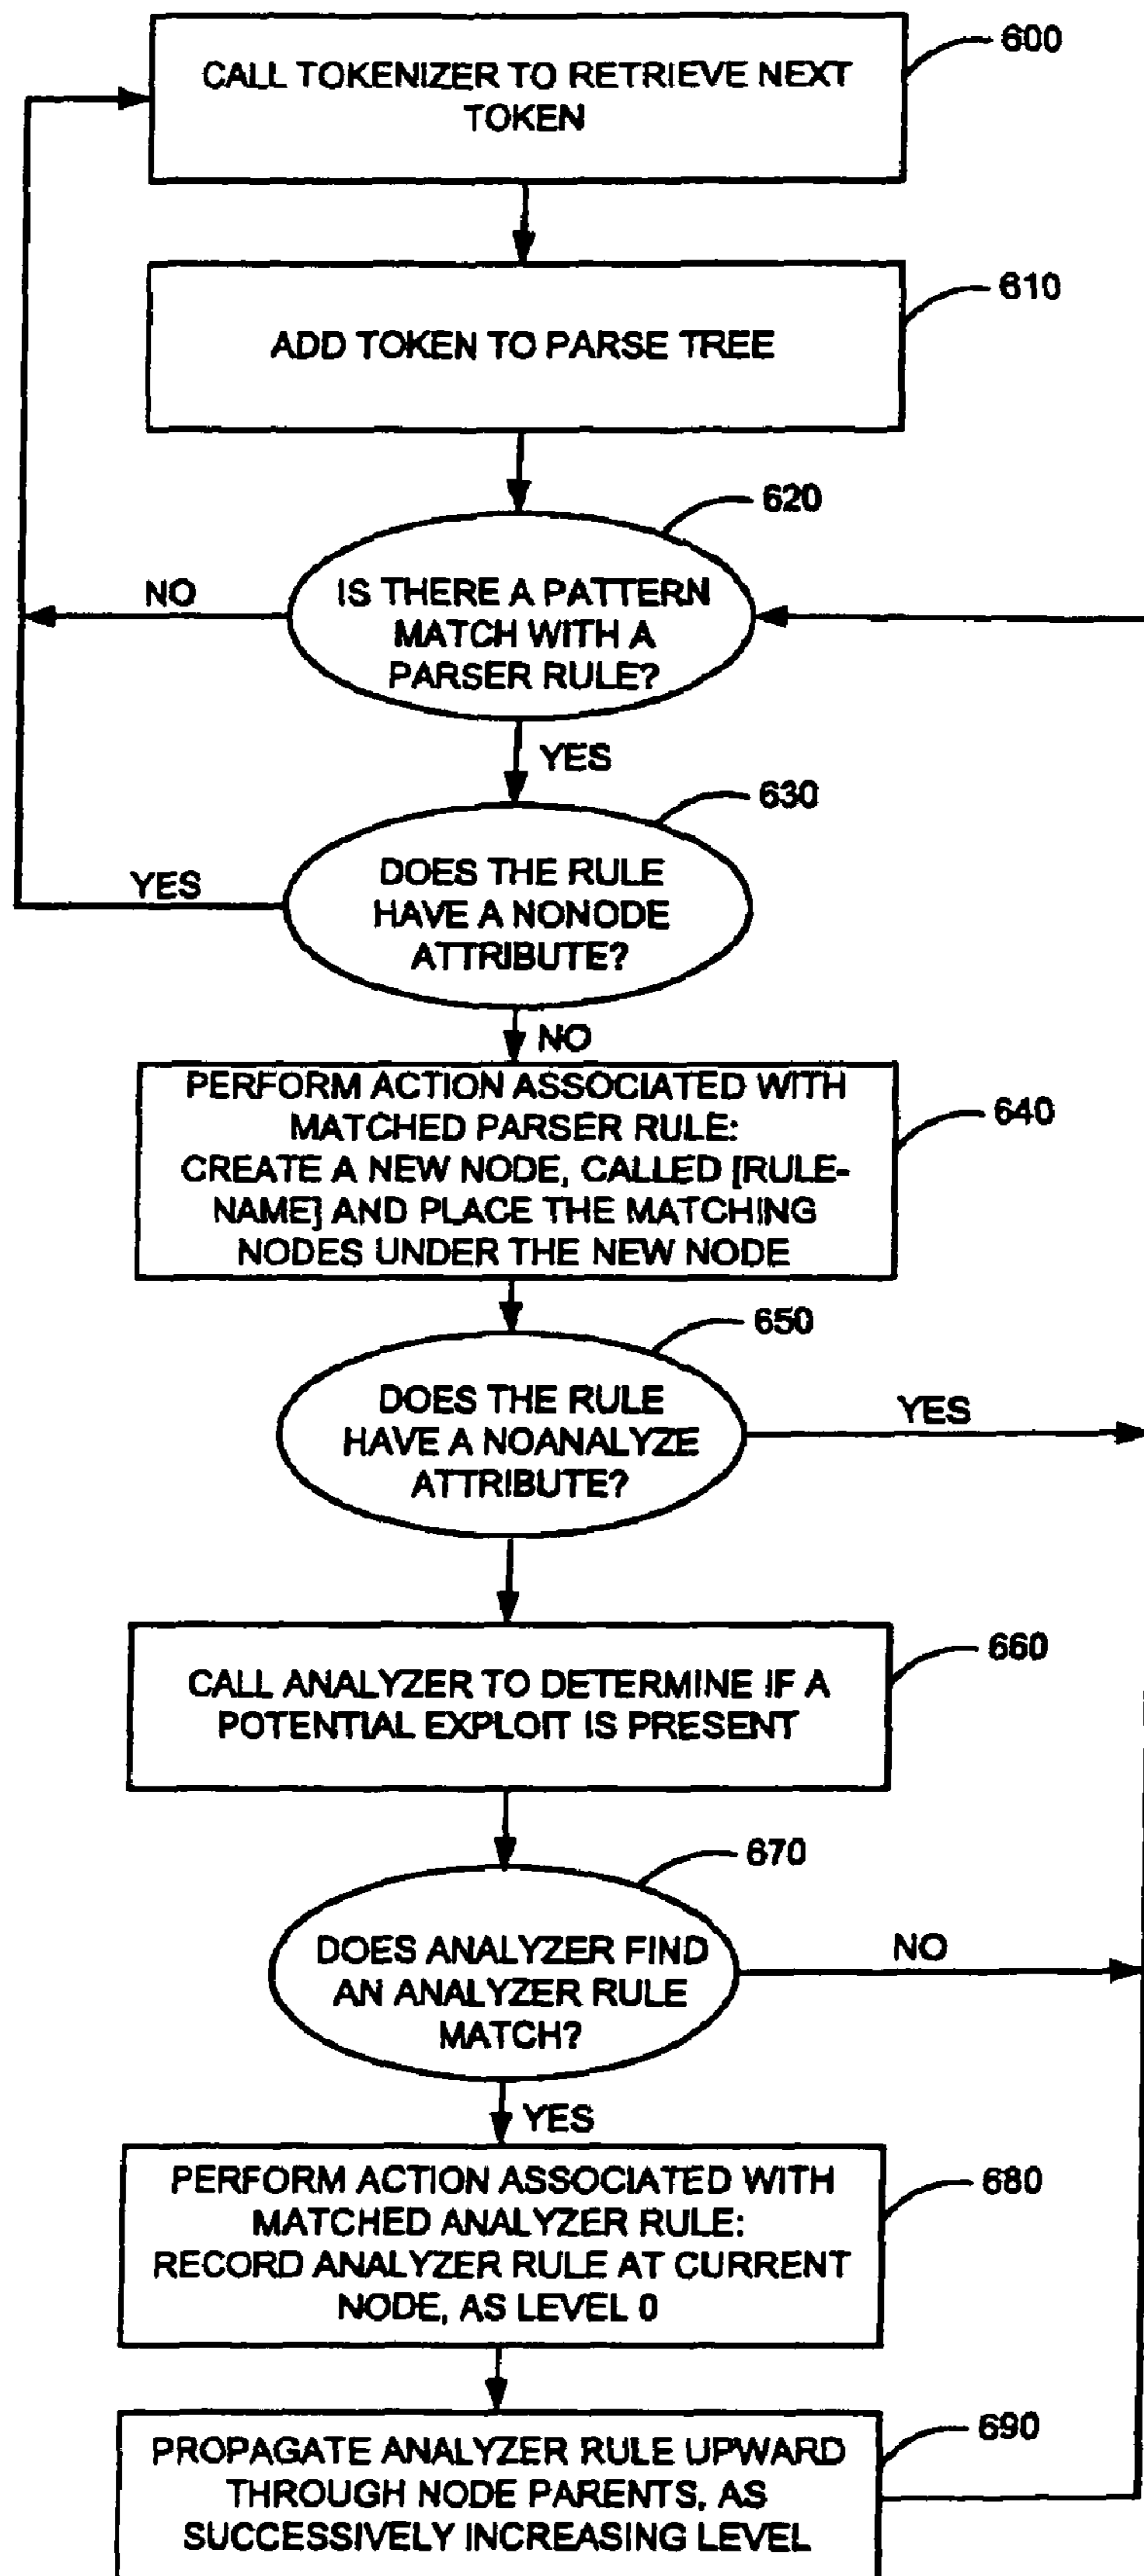 CALL TOKENIZER TO RETRIEVE NEXT
TOKEN
600
ADD TOKEN TO PARSE TREE
610
620
IS THERE A PATTERN
MATCH WITH A
PARSER RULE?
NO
YES
630
DOES THE RULE
HAVE A NONODE
ATTRIBUTE?
YES
NO
PERFORM ACTION ASSOCIATED WITH
MATCHED PARSER RULE:
CREATE A NEW NODE, CALLED [RULE-
NAME] AND PLACE THE MATCHING
NODES UNDER THE NEW NODE
640
650
DOES THE RULE
HAVE A NOANALYZE
ATTRIBUTE?
YES
660
CALL ANALYZER TO DETERMINE IF A
POTENTIAL EXPLOIT IS PRESENT
670
DOES ANALYZER FIND
AN ANALYZER RULE
MATCH?
NO
YES
PERFORM ACTION ASSOCIATED WITH
MATCHED ANALYZER RULE:
RECORD ANALYZER RULE AT CURRENT
NODE, AS LEVEL 0
680
690
PROPAGATE ANALYZER RULE UPWARD
THROUGH NODE PARENTS, AS
SUCCESSIVELY INCREASING LEVEL